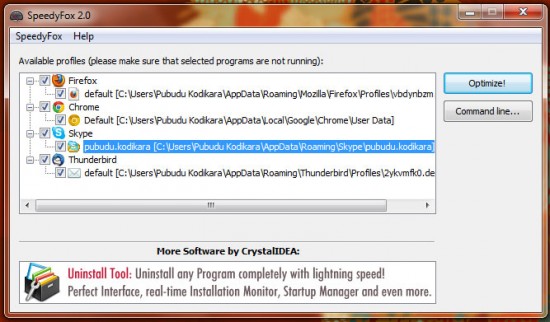 SpeedyFox 2.0
SpeedyFox Help
Available profiles (please make sure that selected programs are not running):
Firefox
default [C:\Users\Pubudu Kodikara\AppData\Roaming\Mozilla\Firefox\Profiles\vbdynbzm
Chrome
Default [C:\Users\Pubudu Kodikara\AppData\Local\Google\Chrome\User Data]
Skype
pubudu.kodikara [C:\Users\Pubudu Kodikara\AppData\Roaming\Skype\pubudu.kodikara]
Thunderbird
default [C:\Users\Pubudu Kodikara\AppData\Roaming\Thunderbird\Profiles\2ykvmfk0.de
Optimize!
Command line...
More Software by CrystalIDEA:
Uninstall Tool: Uninstall any Program completely with lightning speed!
Perfect Interface, real-time Installation Monitor, Startup Manager and even more.